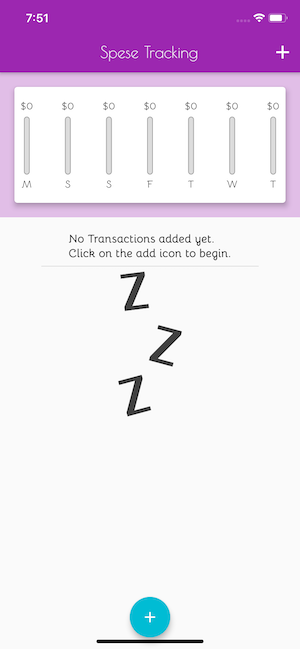 7:51
Spese Tracking +
$0 $0 $0 $0 $0 $0 $0
M S S F T W T
No Transactions added yet.
Click on the add icon to begin.
Z
Z
Z
+